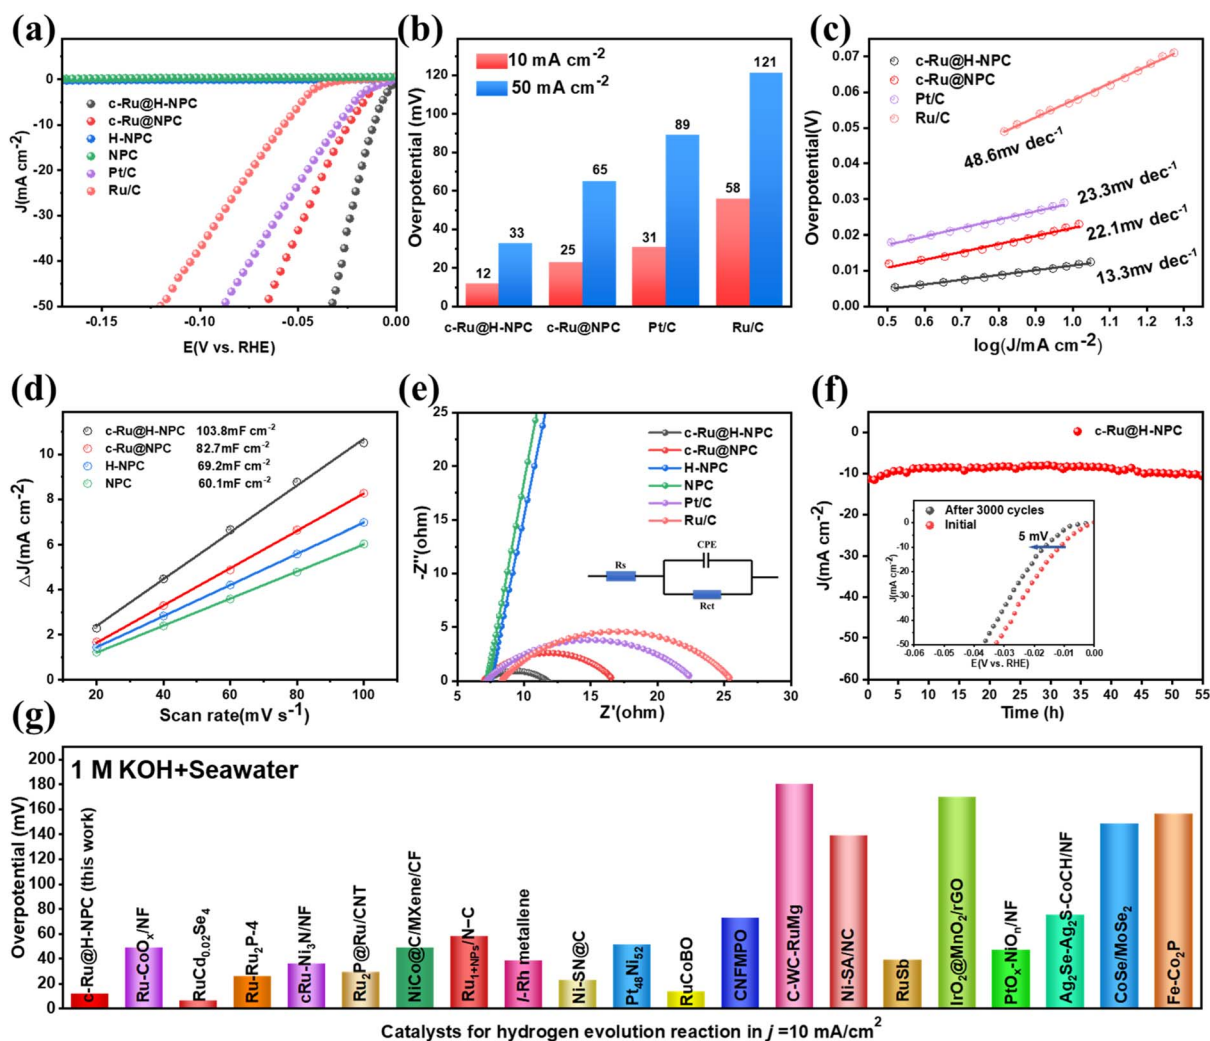 (a)
c-Ru@H-NPC
c-Ru@NPC
H-NPC
NPC
Pt/C
Ru/C
J(mA cm-2)
0
-10
-20
-30
-40
-50
-0.15
-0.10
-0.05
0.00
E(V vs. RHE)
(b)
10 mA cm-2
50 mA cm-2
Overpotential (mV)
120
100
80
60
40
20
0
12
33
25
65
31
89
58
121
c-Ru@H-NPC
c-Ru@NPC
Pt/C
Ru/C
(c)
c-Ru@H-NPC
c-Ru@NPC
Pt/C
Ru/C
Overpotential(V)
0.07
0.06
0.05
0.04
0.03
0.02
0.01
0.00
48.6mv dec-1
23.3mv dec-1
22.1mv dec-1
13.3mv dec-1
0.5 0.6 0.7 0.8 0.9 1.0 1.1 1.2 1.3
log(J/mA cm-2)
(d)
c-Ru@H-NPC 103.8mF cm-2
c-Ru@NPC 82.7mF cm-2
H-NPC 69.2mF cm-2
NPC 60.1mF cm-2
△J(mA cm-2)
10
8
6
4
2
0
20 40 60 80 100
Scan rate(mV s-1)
(e)
c-Ru@H-NPC
c-Ru@NPC
H-NPC
NPC
Pt/C
Ru/C
-Z''(ohm)
25
20
15
10
5
0
CPE
Rs
Rct
5 10 15 20 25 30
Z'(ohm)
(f)
c-Ru@H-NPC
J(mA cm-2)
0
-10
-20
-30
-40
-50
-60
After 3000 cycles
Initial
5 mV
J(mA cm-2)
0
-10
-20
-30
-40
-50
-0.06 -0.05 -0.04 -0.03 -0.02 -0.01 0.00
E(V vs. RHE)
0 5 10 15 20 25 30 35 40 45 50 55
Time (h)
(g)
1 M KOH+Seawater
Overpotential (mV)
200
180
160
140
120
100
80
60
40
20
0
c-Ru@H-NPC (this work)
Ru-CoOx/NF
RuCd0.02Se4
Ru-Ru2P-4
cRu-Ni3N/NF
Ru2P@Ru/CNT
NiCo@C/MXene/CF
Ru1+NPs/N–C
/-Rh metallene
Ni-SN@C
Pt48Ni52
RuCoBO
CNFMPO
C-WC-RuMg
Ni-SA/NC
RuSb
IrO2@MnO2/rGO
PtOx-NiOn/NF
Ag2Se-Ag2S-CoCH/NF
CoSe/MoSe2
Fe-Co2P
Catalysts for hydrogen evolution reaction in j =10 mA/cm2